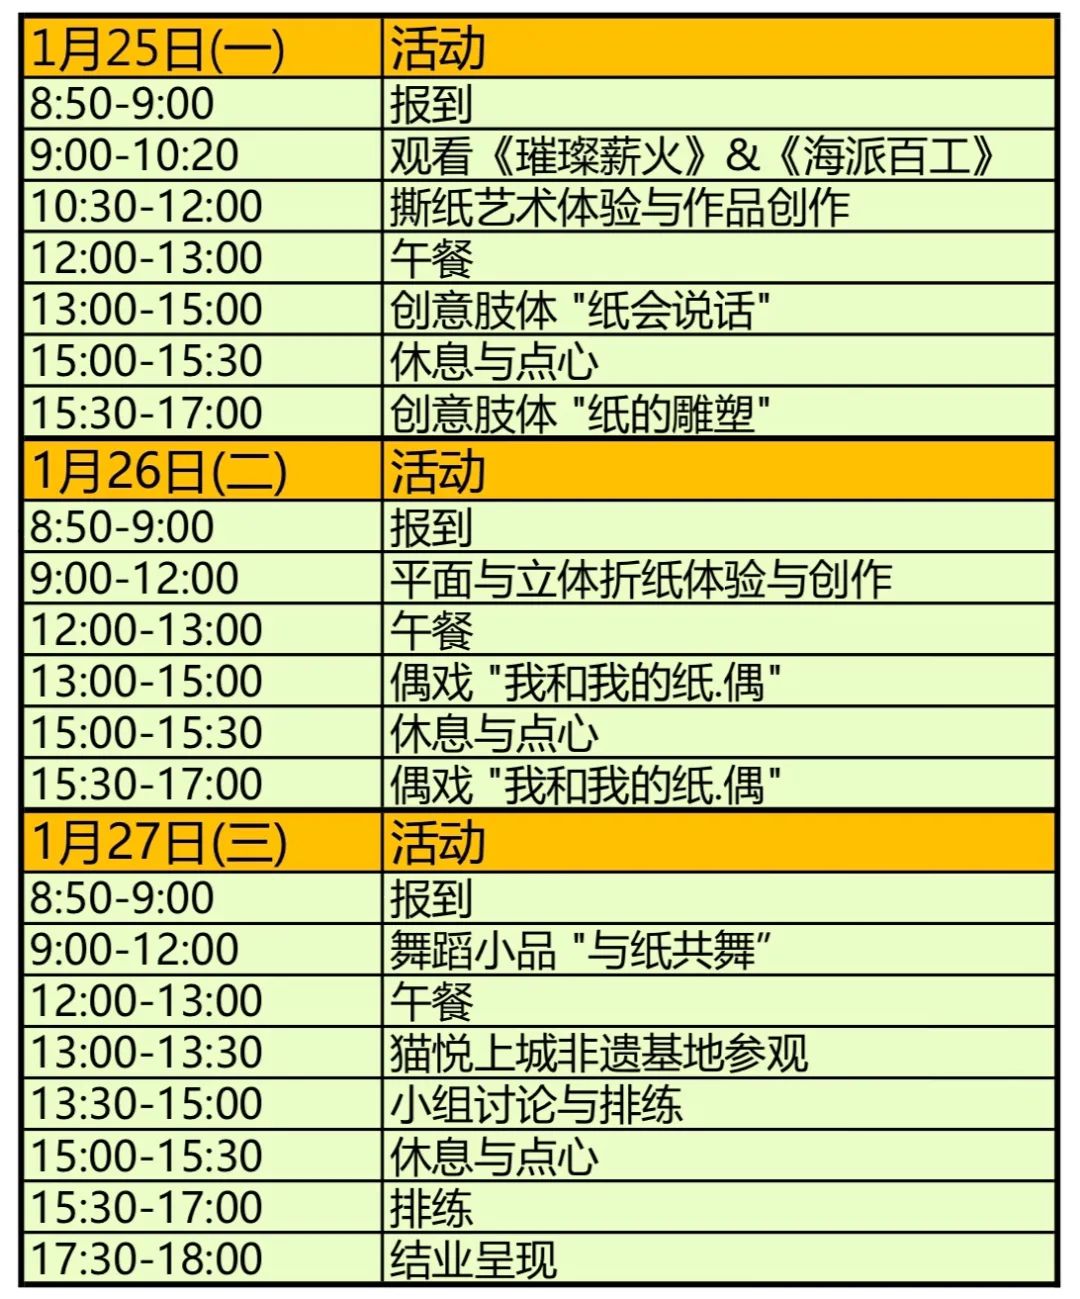 1月25日(一) 活动
8:50-9:00 报到
9:00-10:20 观看《璀璨薪火》&《海派百工》
10:30-12:00 撕纸艺术体验与作品创作
12:00-13:00 午餐
13:00-15:00 创意肢体 "纸会说话"
15:00-15:30 休息与点心
15:30-17:00 创意肢体 "纸的雕塑"
1月26日(二) 活动
8:50-9:00 报到
9:00-12:00 平面与立体折纸体验与创作
12:00-13:00 午餐
13:00-15:00 偶戏 "我和我的纸.偶"
15:00-15:30 休息与点心
15:30-17:00 偶戏 "我和我的纸.偶"
1月27日(三) 活动
8:50-9:00 报到
9:00-12:00 舞蹈小品 "与纸共舞”
12:00-13:00 午餐
13:00-13:30 猫悦上城非遗基地参观
13:30-15:00 小组讨论与排练
15:00-15:30 休息与点心
15:30-17:00 排练
17:30-18:00 结业呈现